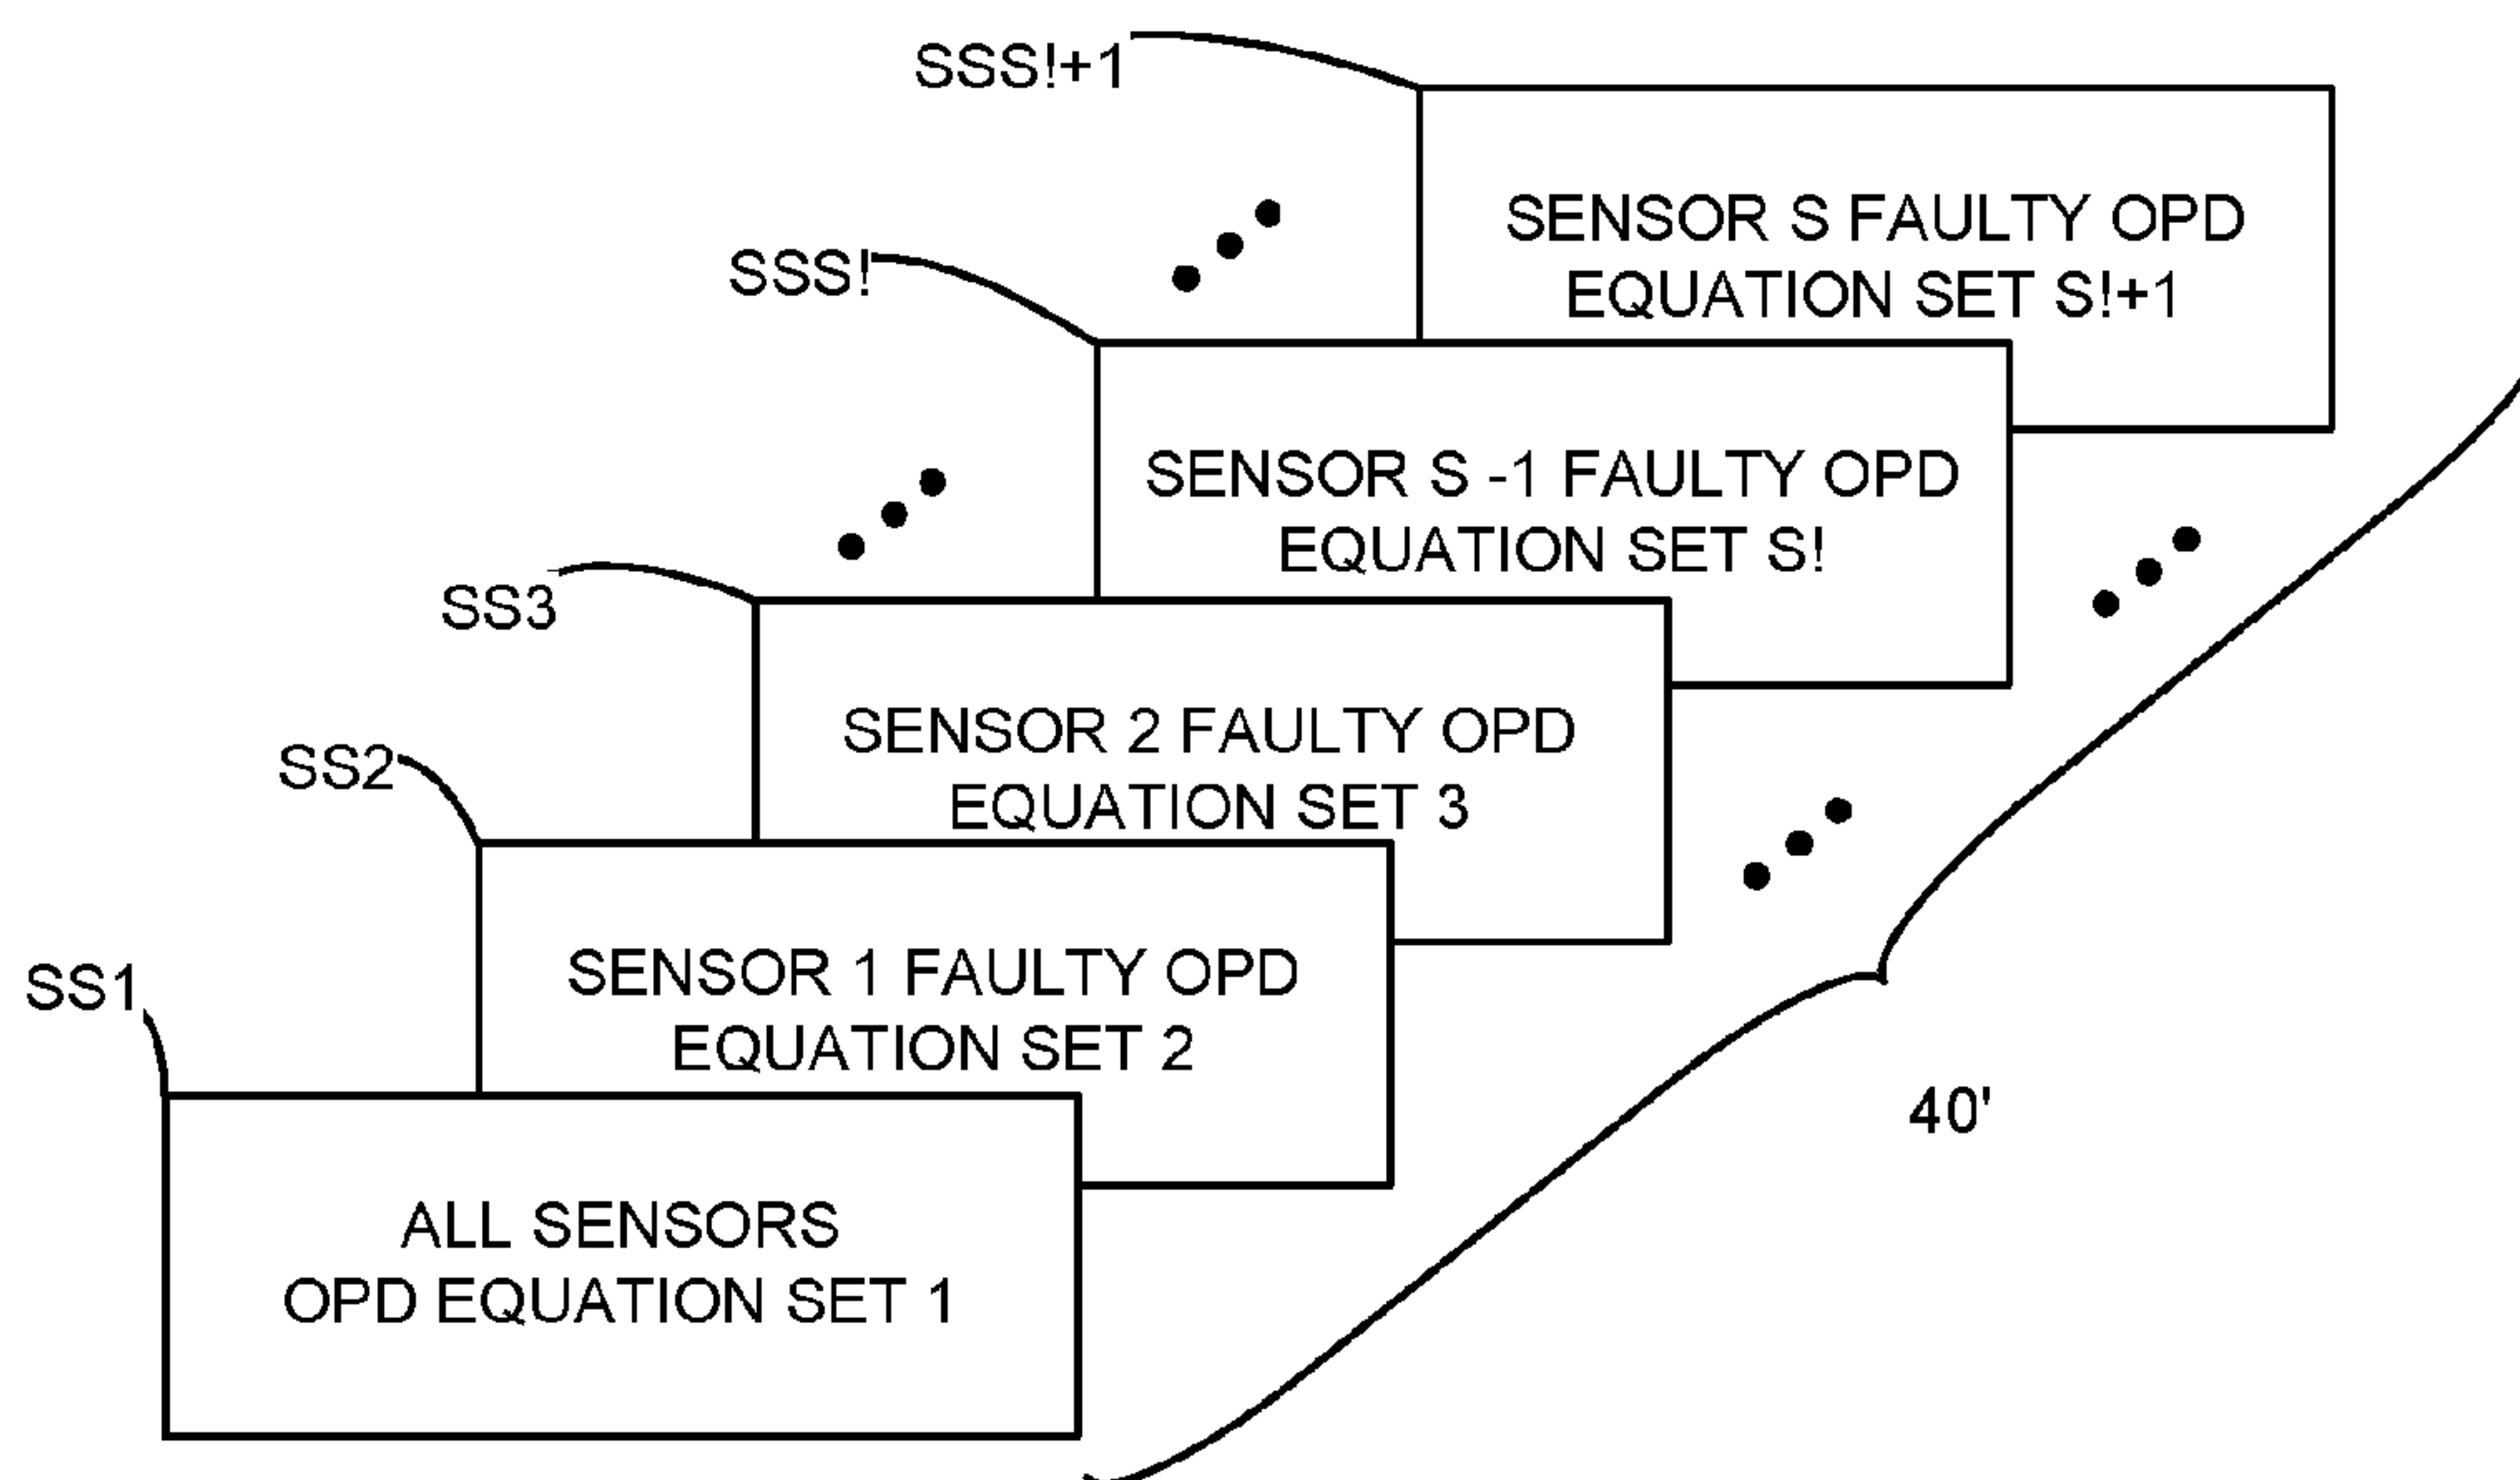 SSS!+1
SENSOR S FAULTY OPD
EQUATION SET S!+1
SSS!
SENSOR S -1 FAULTY OPD
EQUATION SET S!
SS3
SENSOR 2 FAULTY OPD
EQUATION SET 3
SS2
SENSOR 1 FAULTY OPD
EQUATION SET 2
SS1
ALL SENSORS
OPD EQUATION SET 1
40'